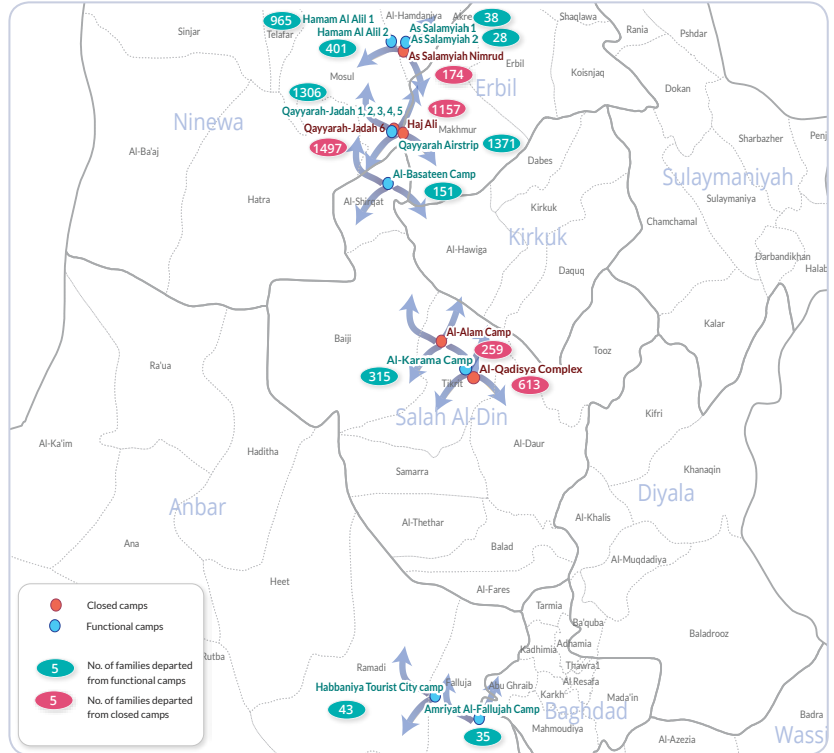 965
Hamam Al Alil 1
Hamam Al Alil 2
401
Sinjar
Telafar
Al-Hamdaniya
Akre
38
As Salamyiah 1
As Salamyiah 2
28
As Salamyiah Nimrud
174
Erbil
Erbil
Shaqlawa
Rania
Pshdar
Koisnjaq
Dokan
Mosul
1306
Qayyarah-Jadah 1, 2, 3, 4, 5
Qayyarah-Jadah 6
1497
Haj Ali
1157
Makhmur
Qayyarah Airstrip
1371
Ninewa
Al-Ba'aj
Hatra
Al-Basateen Camp
151
Al-Shirqat
Dabes
Kirkuk
Kirkuk
Al-Hawiga
Daquq
Sharbazher
Penj
Sulaymaniyah
Sulaymaniya
Chamchamal
Darbandikhan
Halab
Kalar
Baiji
Al-Alam Camp
259
Al-Karama Camp
315
Al-Qadisya Complex
613
Tikrit
Salah Al-Din
Tooz
Kifri
Ra'ua
Al-Ka'im
Haditha
Anbar
Ana
Heet
Al-Daur
Samarra
Al-Thethar
Balad
Al-Fares
Khanaqin
Diyala
Al-Khalis
Al-Muqdadiya
Baladrooz
Tarmia
Ba'quba
Kadhimia
Adhamia
Thawra1
Al Resafa
Abu Ghraib
Karkh
Mada'in
Baghdad
Mahmoudiya
Al-Azezia
Badra
Wassi
Rutba
Ramadi
Falluja
Habbaniya Tourist City camp
43
Amriyat Al-Fallujah Camp
35
Closed camps
Functional camps
5
No. of families departed
from functional camps
5
No. of families departed
from closed camps